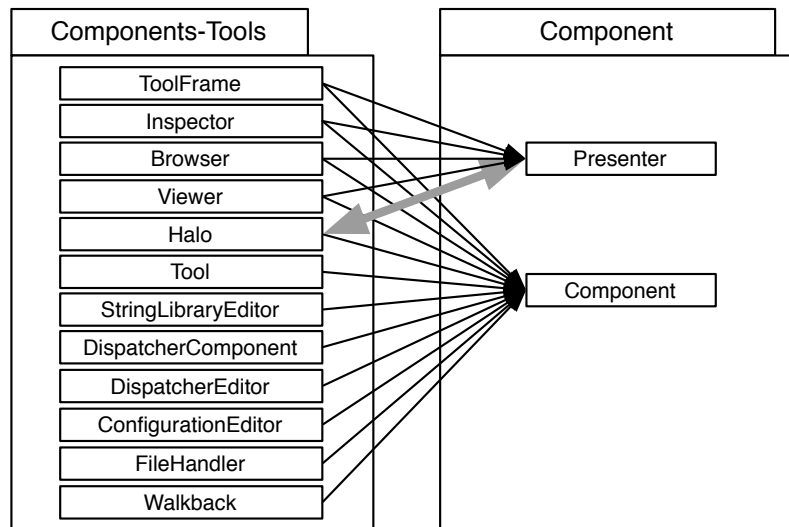 Components-Tools
ToolFrame
Inspector
Browser
Viewer
Halo
Tool
StringLibraryEditor
DispatcherComponent
DispatcherEditor
ConfigurationEditor
FileHandler
Walkback
Component
Presenter
Component